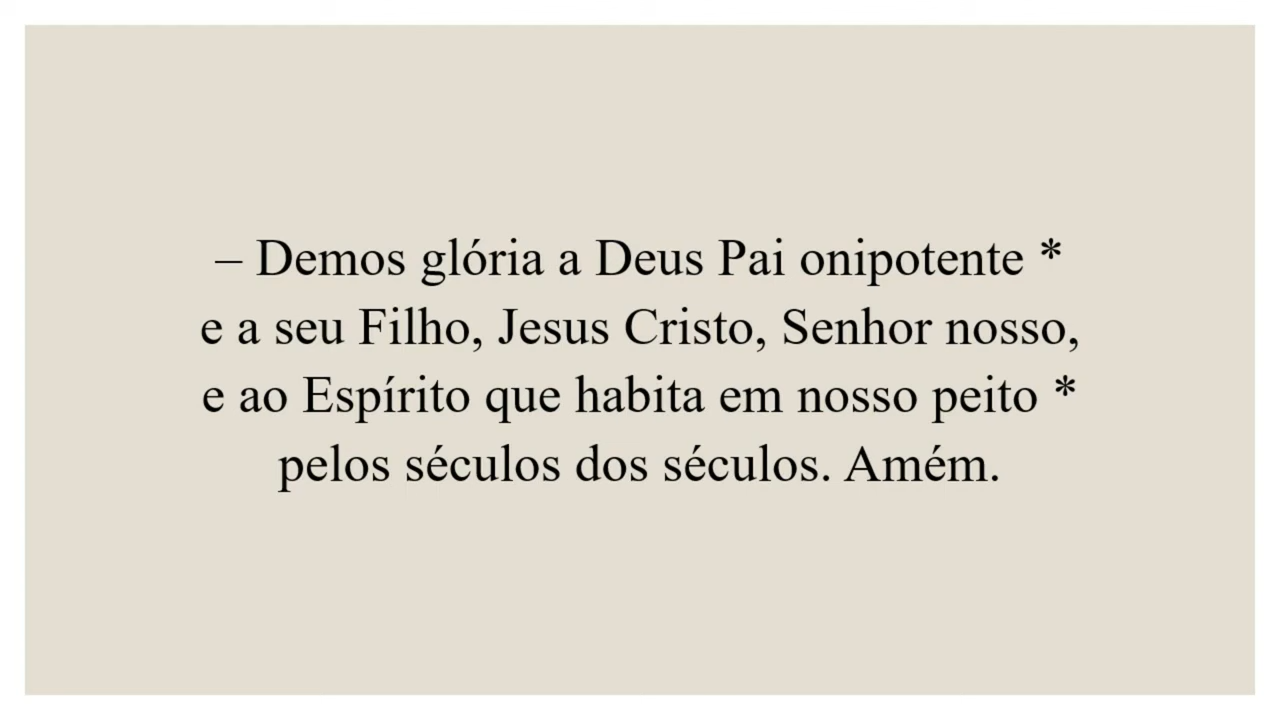 – Demos glória a Deus Pai onipotente *
e a seu Filho, Jesus Cristo, Senhor nosso,
e ao Espírito que habita em nosso peito *
pelos séculos dos séculos. Amém.